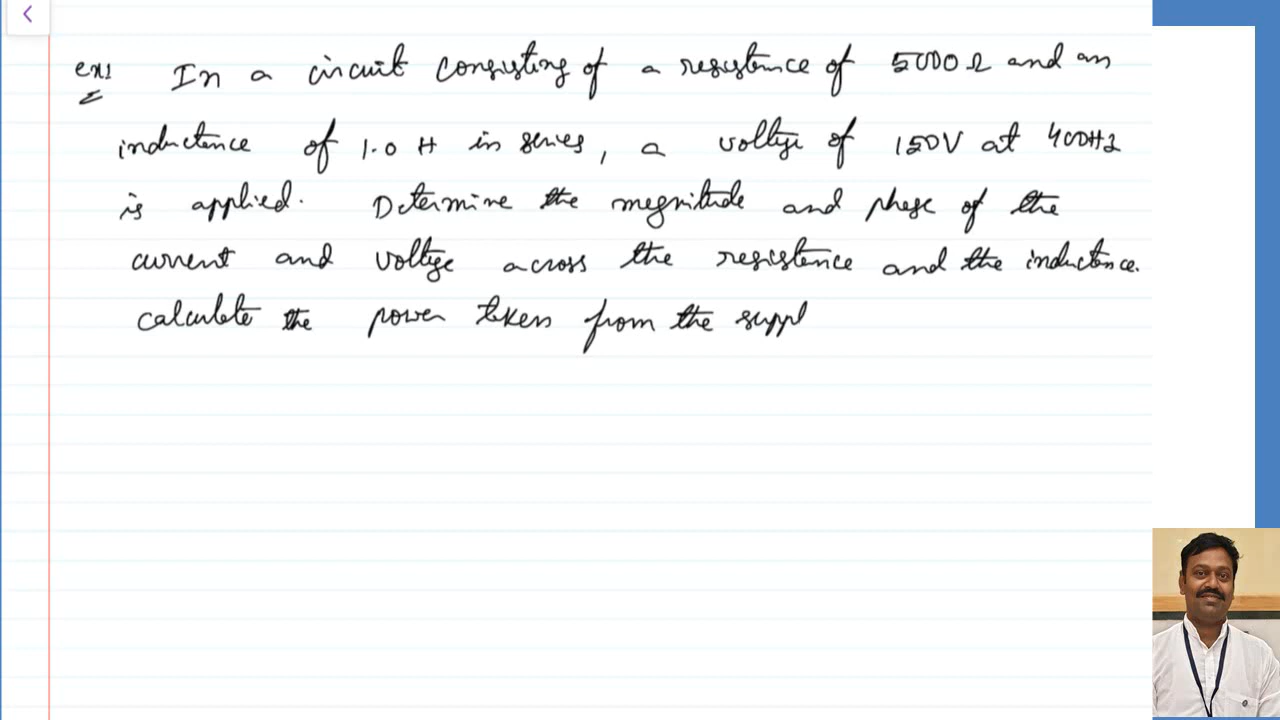 ex1 In a circuit consisting of a resistance of 5000Ω and an
inductance of 1.0 H in series, a voltage of 150V at 400Hz
is applied. Determine the magnitude and phase of the
current and voltage across the resistance and the inductance.
calculate the power taken from the suppl